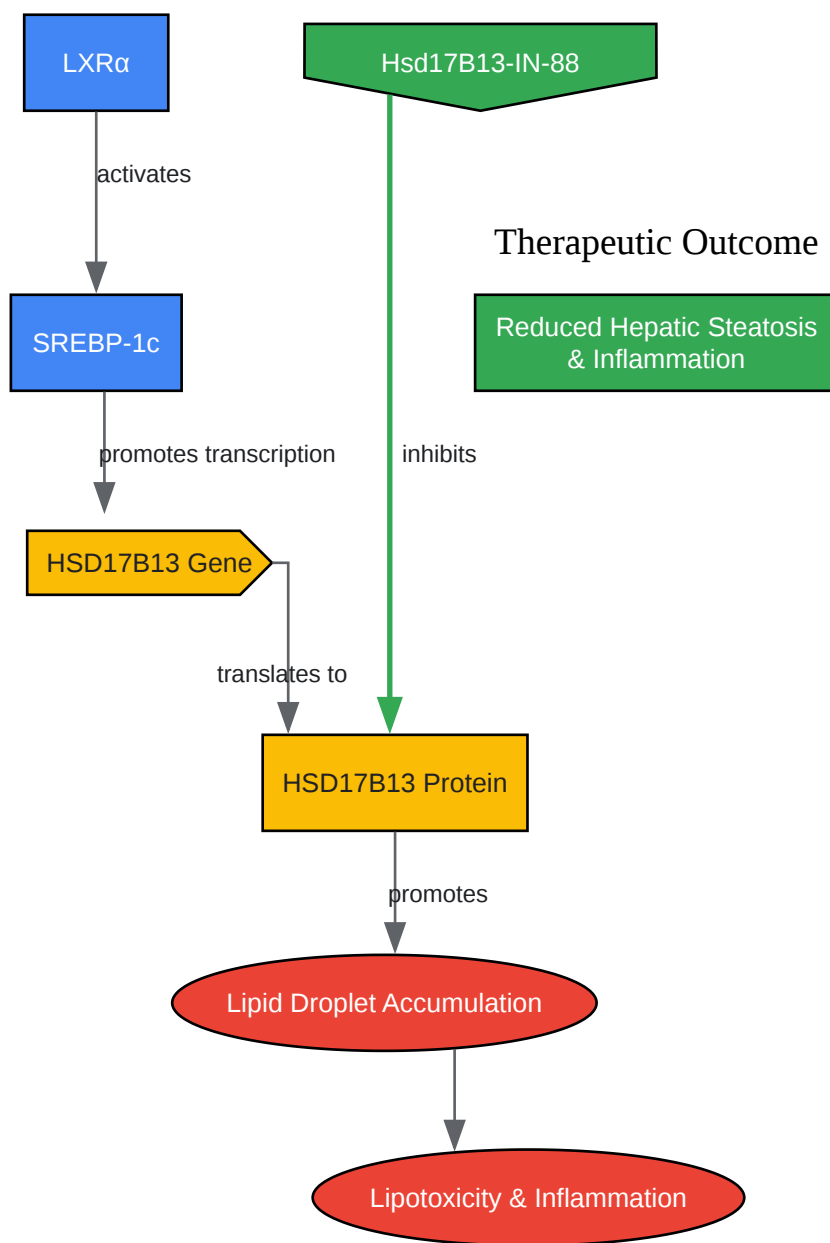 LXRα
Hsd17B13-IN-88
activates
Therapeutic Outcome
SREBP-1c
Reduced Hepatic Steatosis
& Inflammation
promotes transcription
inhibits
HSD17B13 Gene
translates to
HSD17B13 Protein
promotes
Lipid Droplet Accumulation
Lipotoxicity & Inflammation